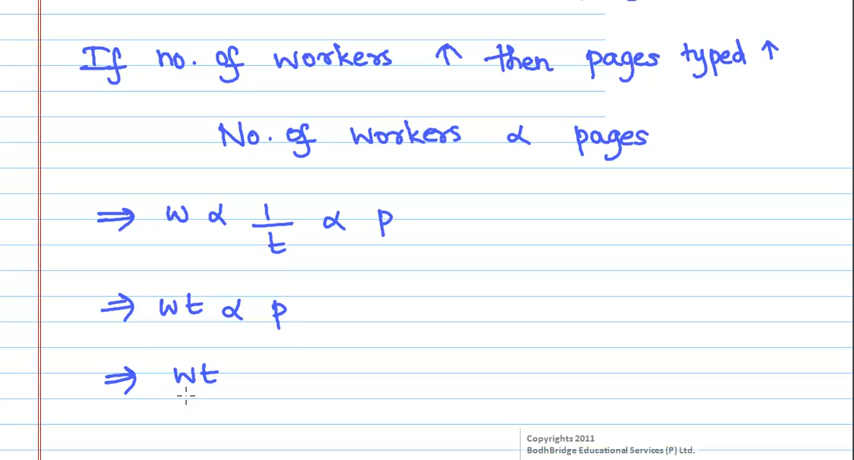 If no. of workers ↑ then pages typed ↑
No. of workers ∝ pages
⇒ w ∝ 1/t ∝ p
⇒ wt ∝ p
⇒ wt
Copyrights 2011
BodhBridge Educational Services (P) Ltd.